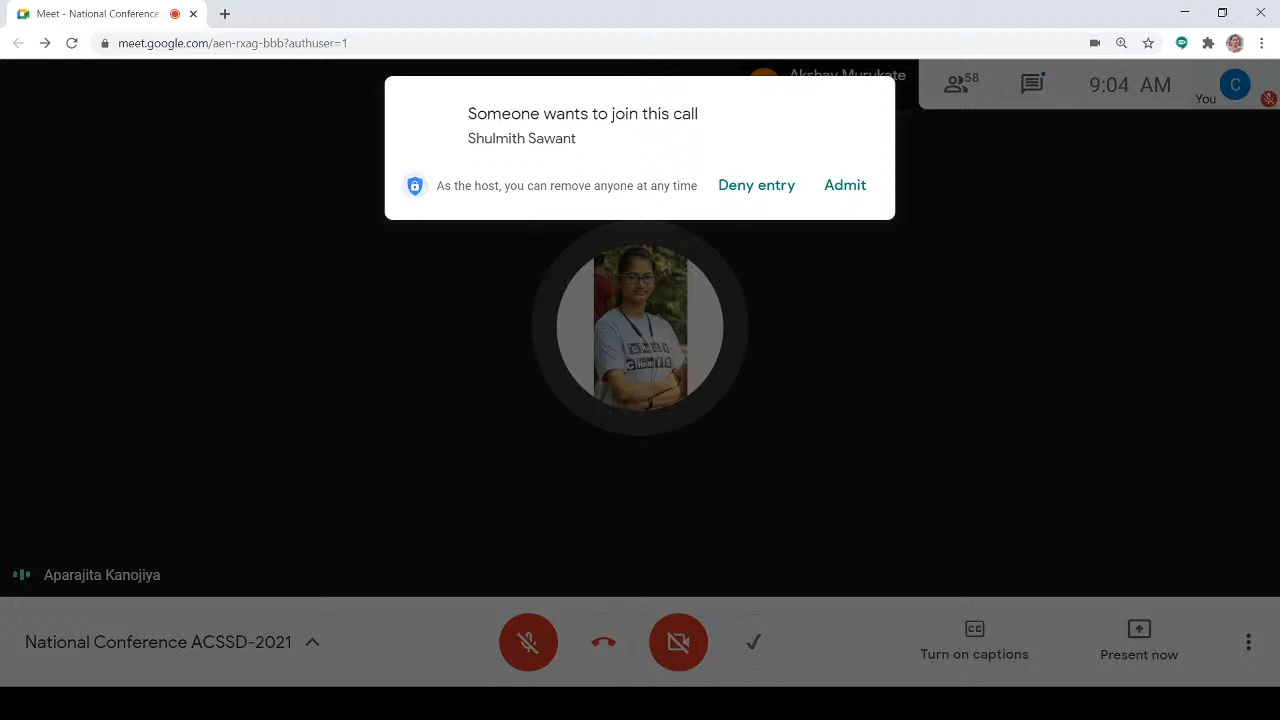 Meet - National Conference
meet.google.com/aen-rxag-bbb?authuser=1
Akshay Murukate
58
9:04 AM
You
C
Someone wants to join this call
Shulmith Sawant
As the host, you can remove anyone at any time
Deny entry
Admit
Aparajita Kanojiya
National Conference ACSSD-2021
CC
Turn on captions
Present now